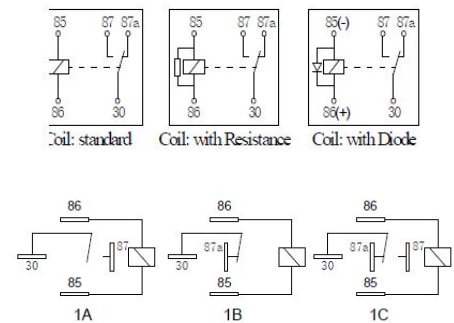 85 87 87a 85 87 87a 85(-) 87 87a
86 30 86 30 86(+) 30
Coil: standard Coil: with Resistance Coil: with Diode
86 86 86
87 87a 87a 87
30 30 30
85 85 85
1A 1B 1C